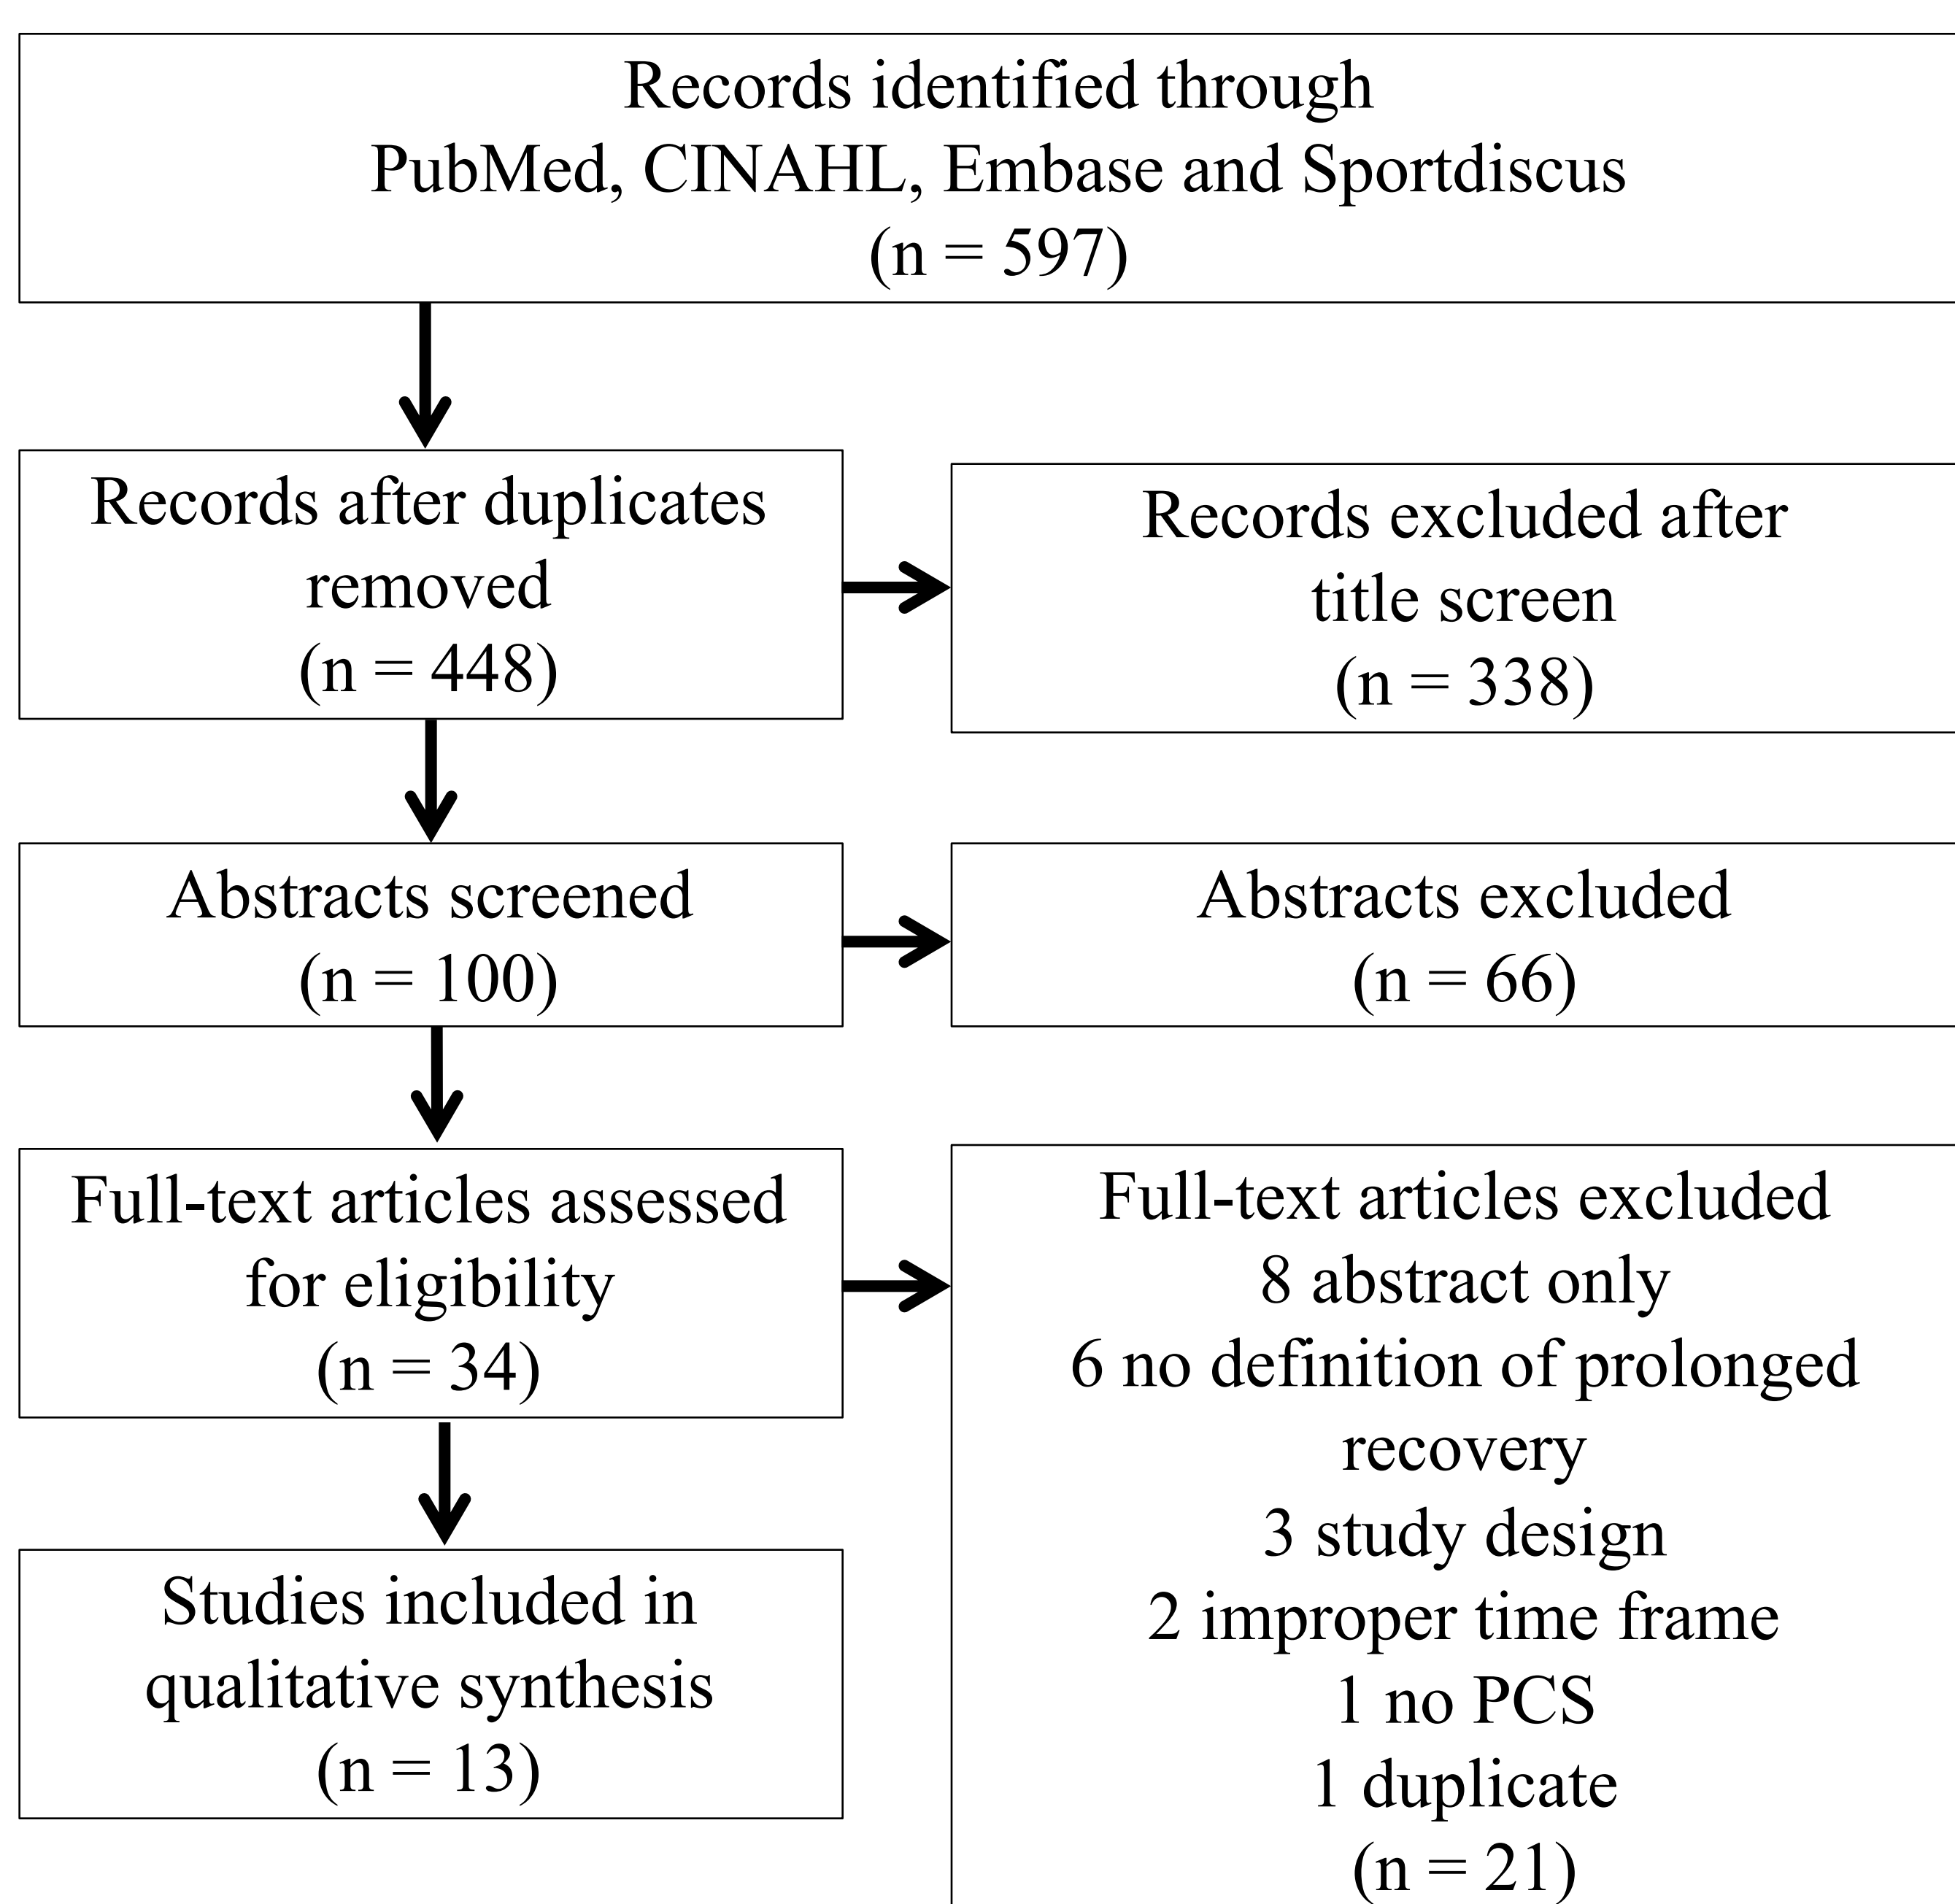 Records identified through
PubMed, CINAHL, Embase and Sportdiscus
(n = 597)
Records after duplicates
removed
(n = 448)
Records excluded after
title screen
(n = 338)
Abstracts screened
(n = 100)
Abstracts excluded
(n = 66)
Full-text articles assessed
for eligibility
(n = 34)
Full-text articles excluded
8 abstract only
6 no definition of prolonged
recovery
3 study design
2 improper time frame
1 no PCS
1 duplicate
(n = 21)
Studies included in
qualitative synthesis
(n = 13)